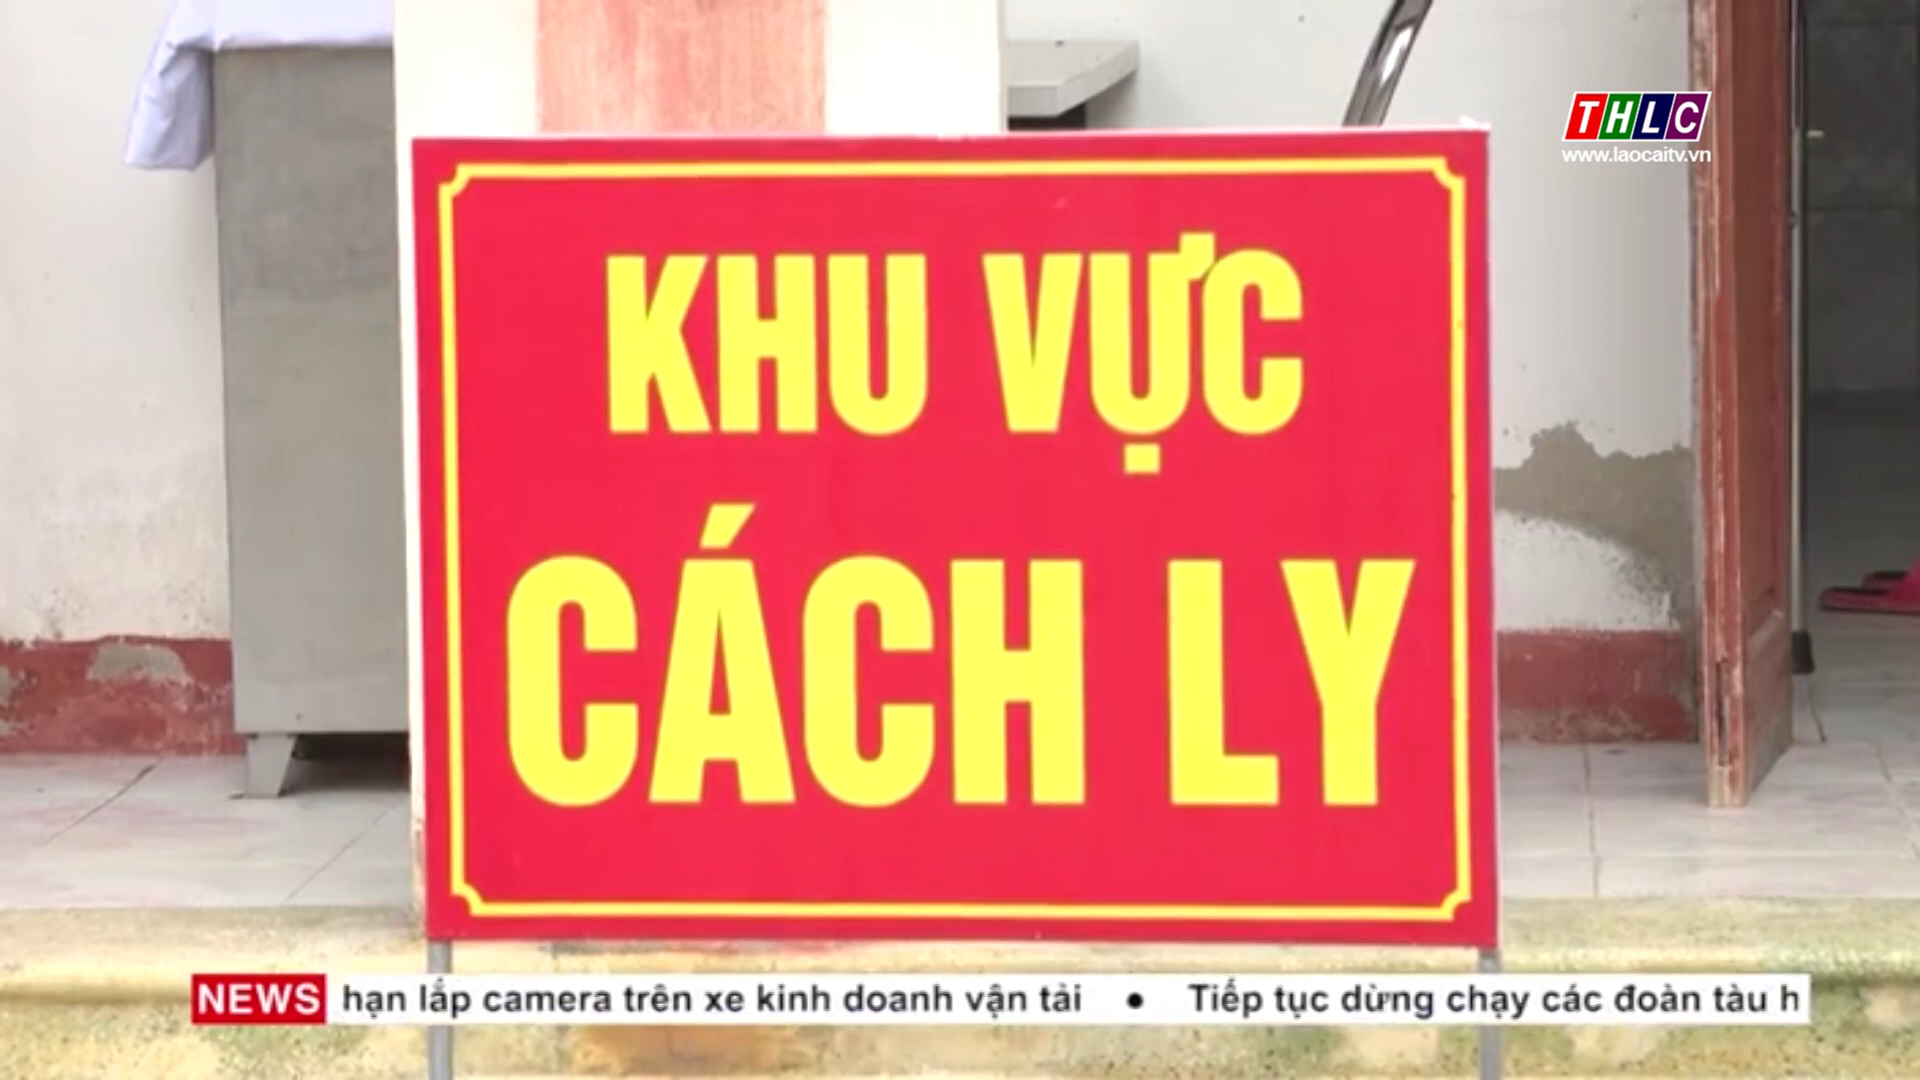 THLC
www.laocaitv.vn
KHU VỰC
CÁCH LY
NEWS hạn lắp camera trên xe kinh doanh vận tải • Tiếp tục dừng chạy các đoàn tàu h